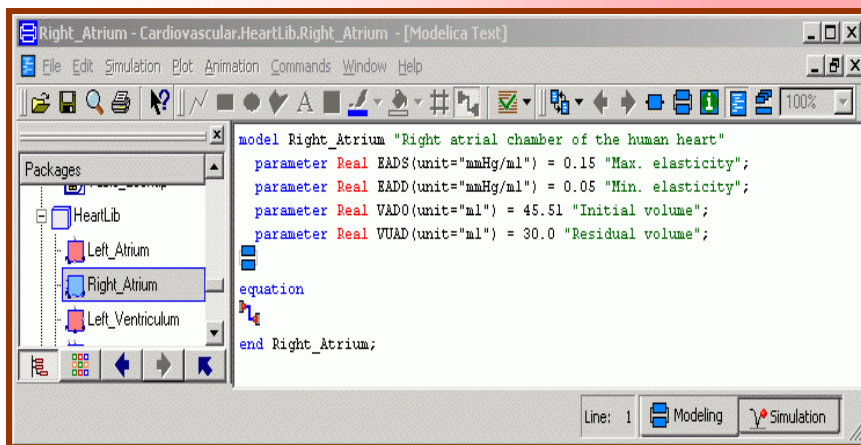 Right_Atrium - Cardiovascular.HeartLib.Right_Atrium - [Modelica Text]
File Edit Simulation Plot Animation Commands Window Help
A 100%
Packages
HeartLib
Left_Atrium
Right_Atrium
Left_Ventriculum
model Right_Atrium "Right atrial chamber of the human heart"
parameter Real EADS(unit="mmHg/ml") = 0.15 "Max. elasticity";
parameter Real EADD(unit="mmHg/ml") = 0.05 "Min. elasticity";
parameter Real VAD0(unit="ml") = 45.51 "Initial volume";
parameter Real VUAD(unit="ml") = 30.0 "Residual volume";
equation
end Right_Atrium;
Line: 1 Modeling Simulation